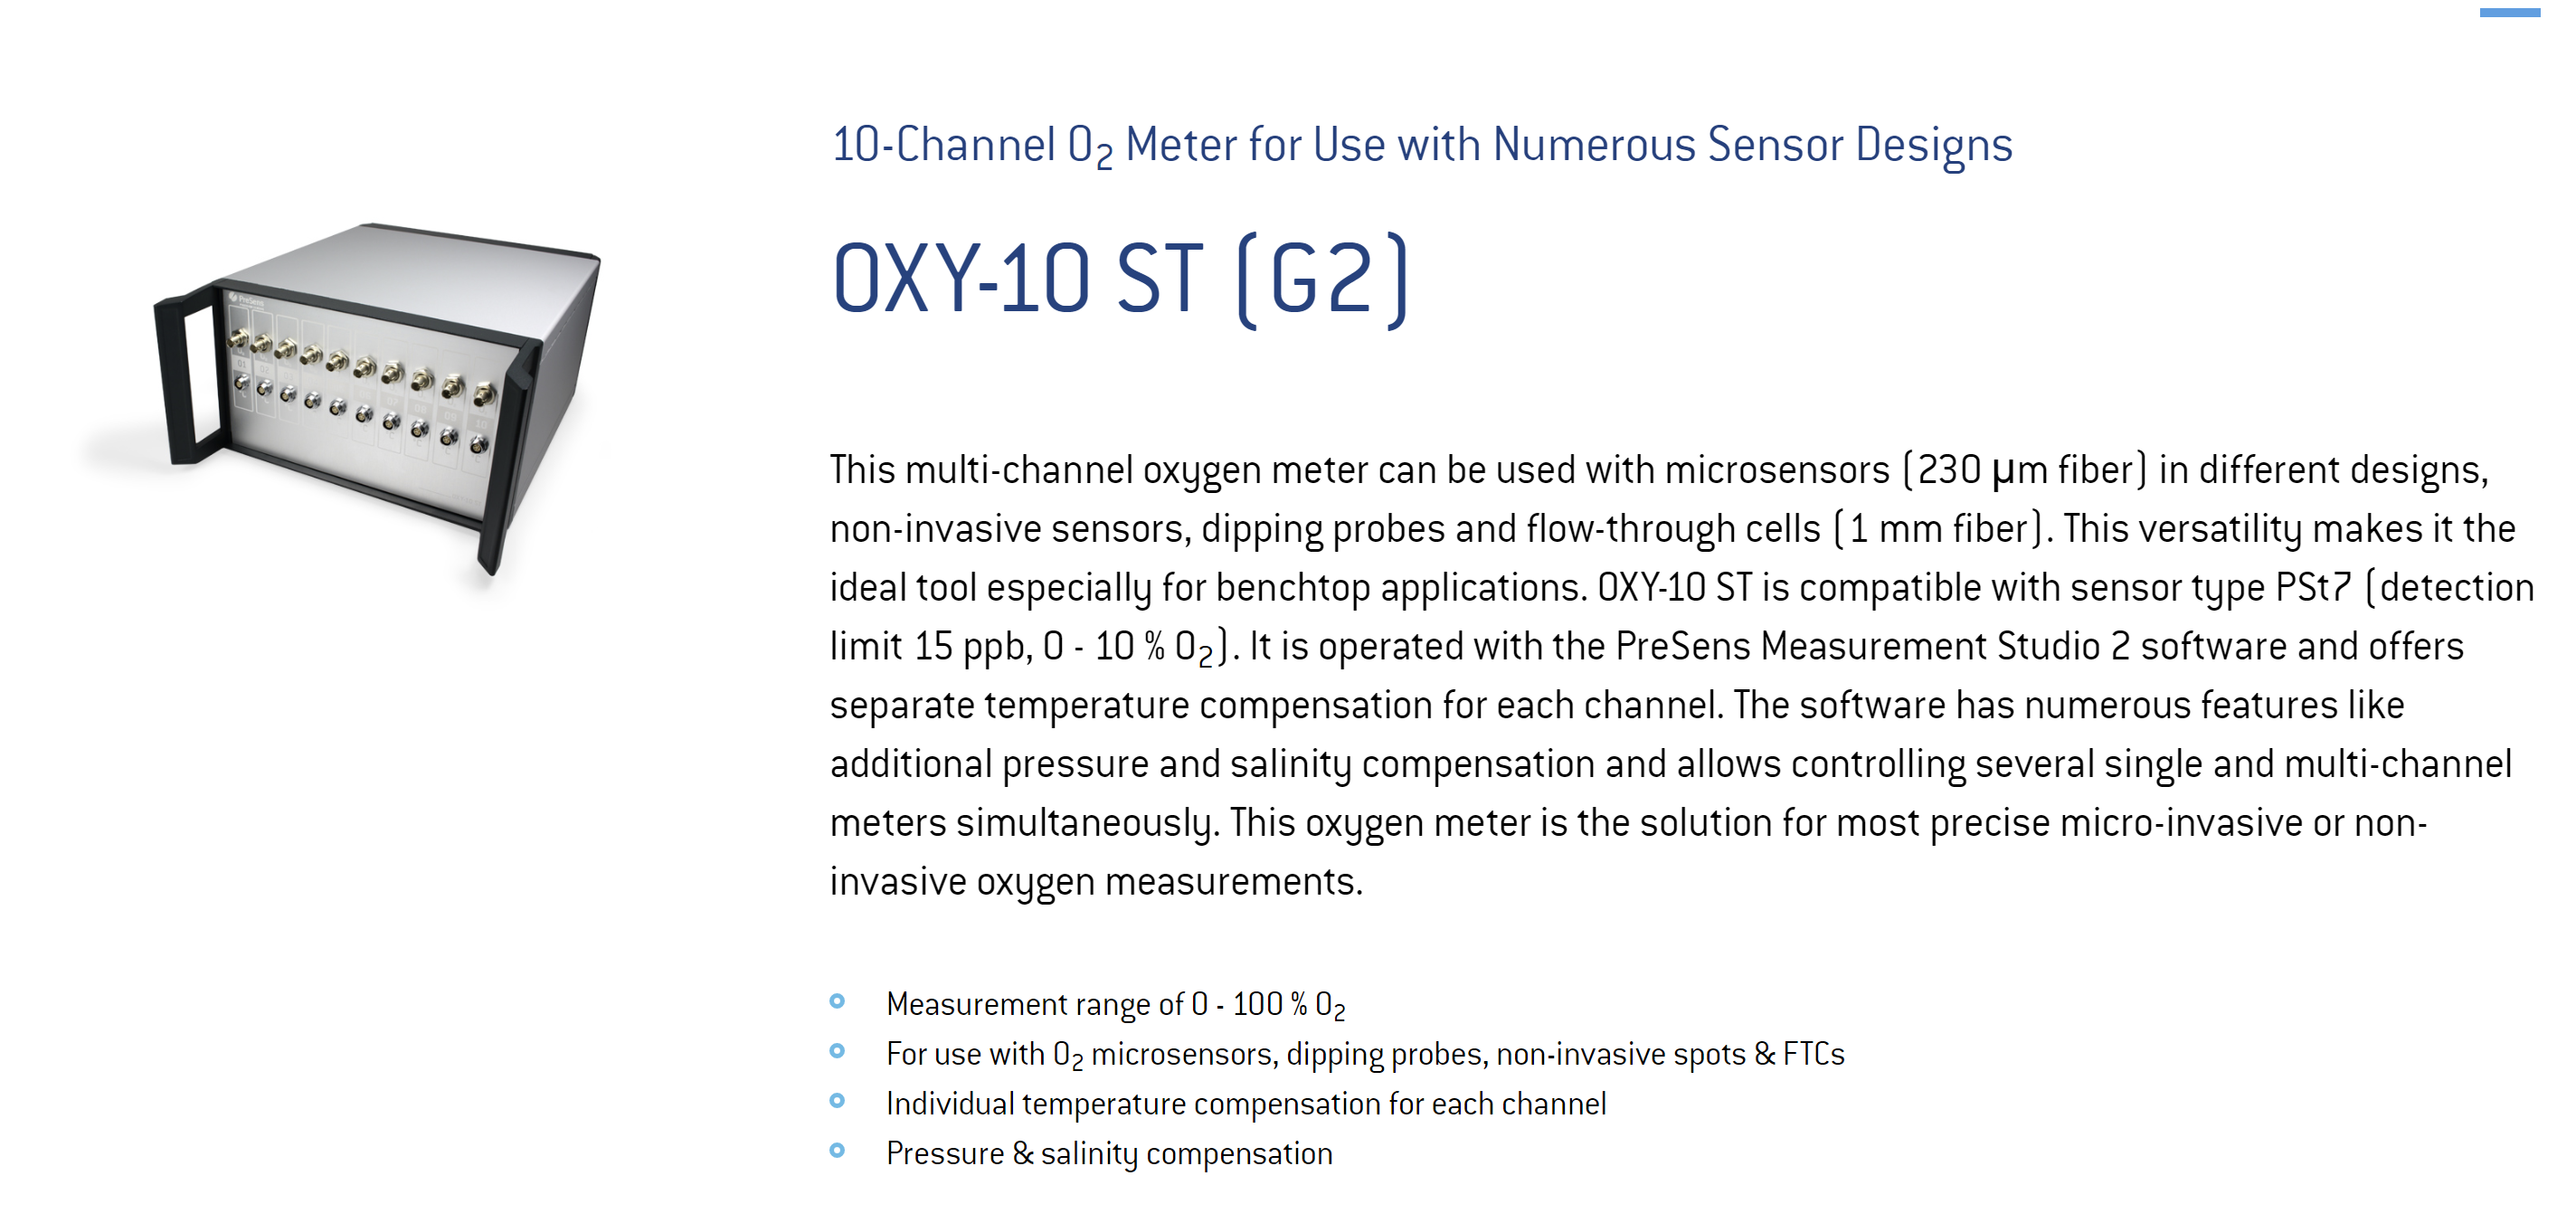 10-Channel O₂ Meter for Use with Numerous Sensor Designs
OXY-10 ST (G2)
PreSens
This multi-channel oxygen meter can be used with microsensors (230 µm fiber) in different designs,
non-invasive sensors, dipping probes and flow-through cells (1 mm fiber). This versatility makes it the
ideal tool especially for benchtop applications. OXY-10 ST is compatible with sensor type PSt7 (detection
limit 15 ppb, 0 - 10 % O₂). It is operated with the PreSens Measurement Studio 2 software and offers
separate temperature compensation for each channel. The software has numerous features like
additional pressure and salinity compensation and allows controlling several single and multi-channel
meters simultaneously. This oxygen meter is the solution for most precise micro-invasive or non-
invasive oxygen measurements.
Measurement range of 0 - 100 % O₂
For use with O₂ microsensors, dipping probes, non-invasive spots & FTCs
Individual temperature compensation for each channel
Pressure & salinity compensation